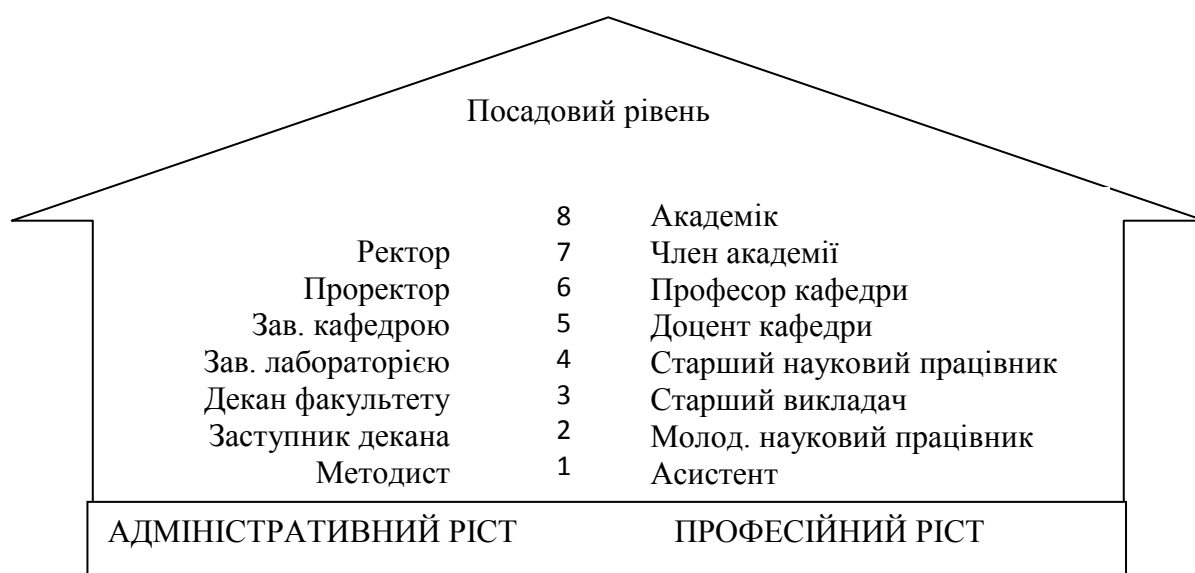 Посадовий рівень
8 Академік
Ректор 7 Член академії
Проректор 6 Професор кафедри
Зав. кафедрою 5 Доцент кафедри
Зав. лабораторією 4 Старший науковий працівник
Декан факультету 3 Старший викладач
Заступник декана 2 Молод. науковий працівник
Методист 1 Асистент
АДМІНІСТРАТИВНИЙ РІСТ ПРОФЕСІЙНИЙ РІСТ